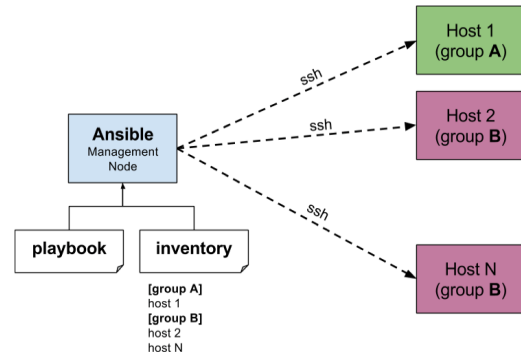 Host 1
(group A)
ssh
Host 2
(group B)
ssh
Ansible
Management
Node
ssh
playbook
inventory
Host N
(group B)
[group A]
host 1
[group B]
host 2
host N